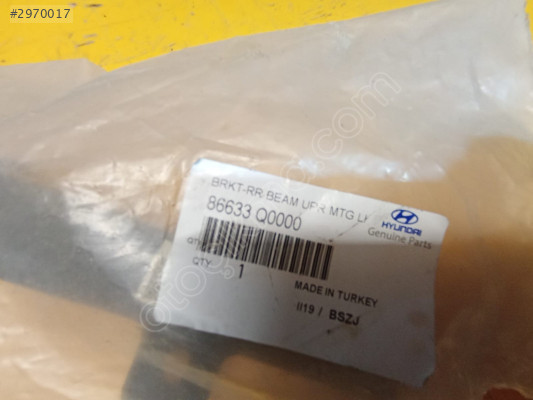 #2970017
BRKT-RR BEAM UPR MTG LH
86633 Q0000
HYUNDAI
Genuine Parts
QTY
QTY 1
MADE IN TURKEY
II19 / BSZJ